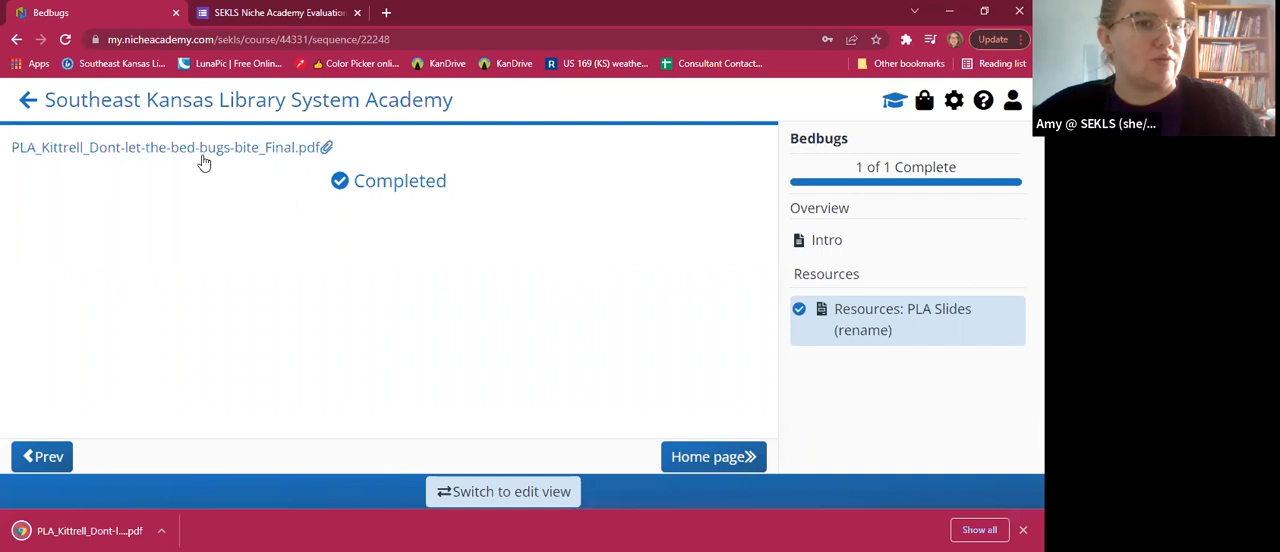 Bedbugs
SEKLS Niche Academy Evaluation
my.nicheacademy.com/sekls/course/44331/sequence/22248
Update
Apps
Southeast Kansas Li...
LunaPic | Free Onlin...
Color Picker onli...
KanDrive
KanDrive
US 169 (KS) weathe...
Consultant Contact...
Other bookmarks
Reading list
Southeast Kansas Library System Academy
PLA_Kittrell_Dont-let-the-bed-bugs-bite_Final.pdf
Completed
Bedbugs
1 of 1 Complete
Overview
Intro
Resources
Resources: PLA Slides
(rename)
Prev
Home page
Switch to edit view
PLA_Kittrell_Dont-l....pdf
Show all
Amy @ SEKLS (she/...